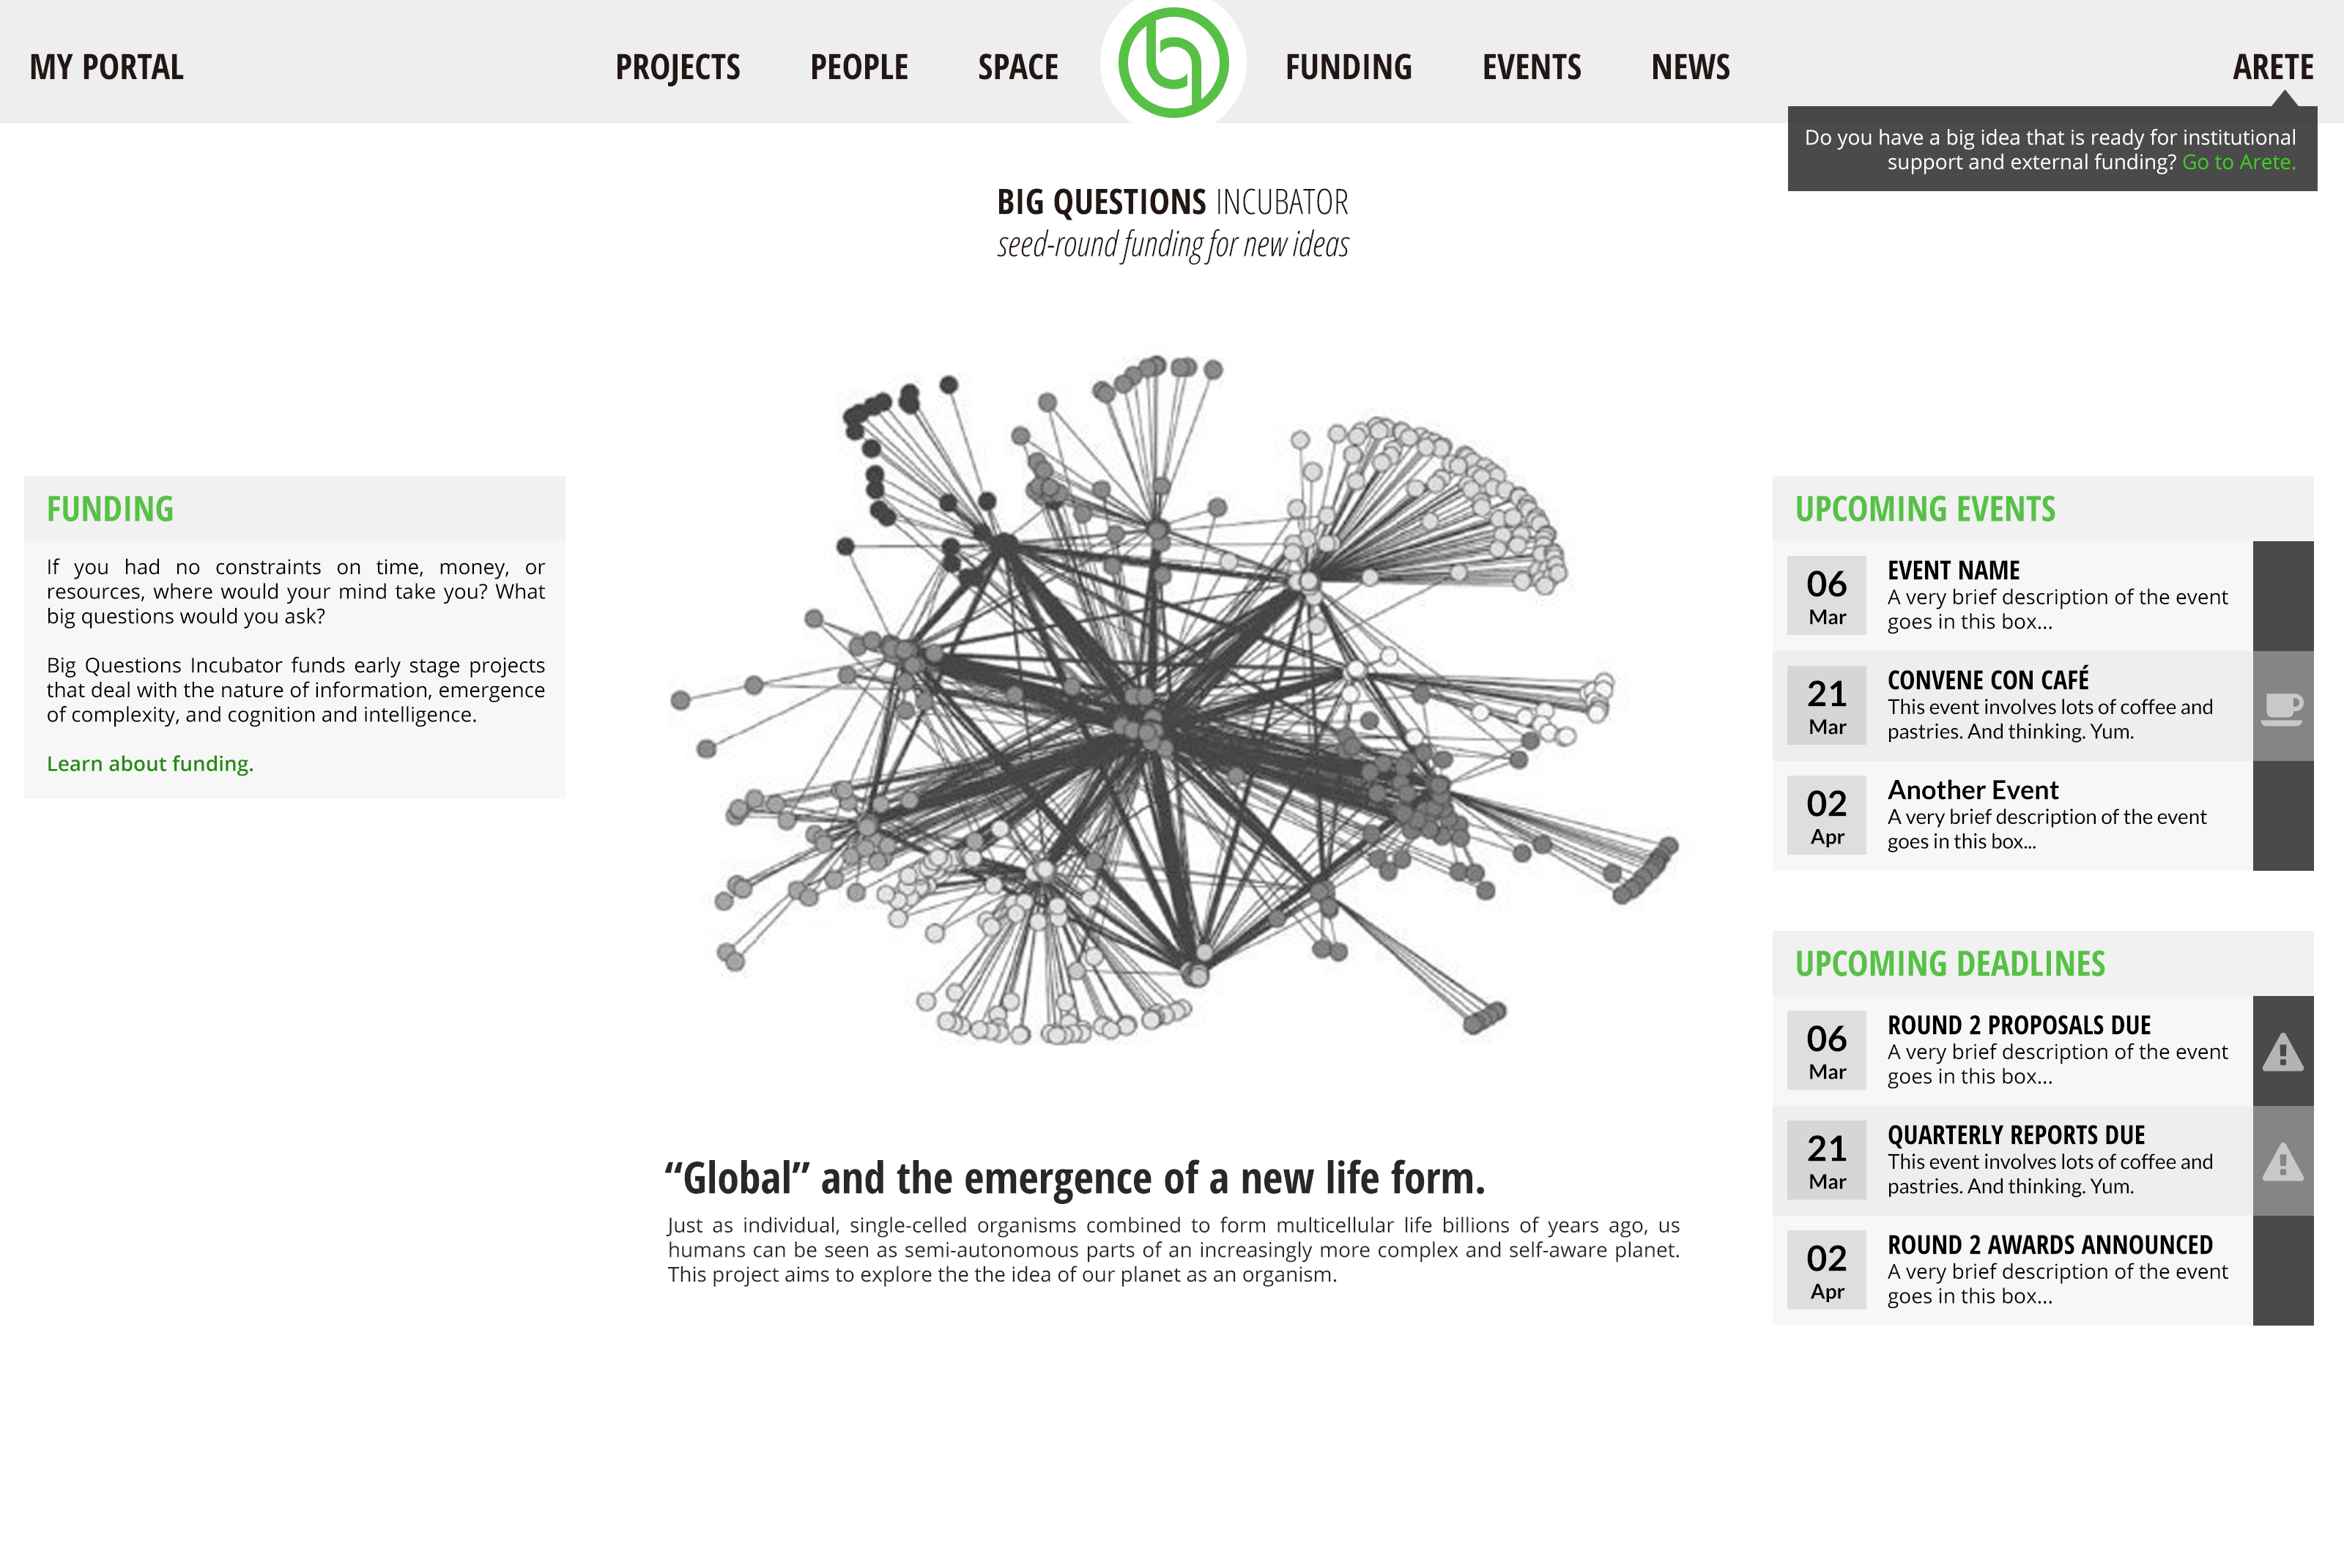 MY PORTAL
PROJECTS
PEOPLE
SPACE
FUNDING
EVENTS
NEWS
ARETE
Do you have a big idea that is ready for institutional
support and external funding? Go to Arete.
BIG QUESTIONS INCUBATOR
seed-round funding for new ideas
FUNDING
If you had no constraints on time, money, or
resources, where would your mind take you? What
big questions would you ask?
Big Questions Incubator funds early stage projects
that deal with the nature of information, emergence
of complexity, and cognition and intelligence.
Learn about funding.
“Global” and the emergence of a new life form.
Just as individual, single-celled organisms combined to form multicellular life billions of years ago, us
humans can be seen as semi-autonomous parts of an increasingly more complex and self-aware planet.
This project aims to explore the the idea of our planet as an organism.
UPCOMING EVENTS
06
Mar
EVENT NAME
A very brief description of the event
goes in this box...
21
Mar
CONVENE CON CAFÉ
This event involves lots of coffee and
pastries. And thinking. Yum.
02
Apr
Another Event
A very brief description of the event
goes in this box...
UPCOMING DEADLINES
06
Mar
ROUND 2 PROPOSALS DUE
A very brief description of the event
goes in this box...
21
Mar
QUARTERLY REPORTS DUE
This event involves lots of coffee and
pastries. And thinking. Yum.
02
Apr
ROUND 2 AWARDS ANNOUNCED
A very brief description of the event
goes in this box...